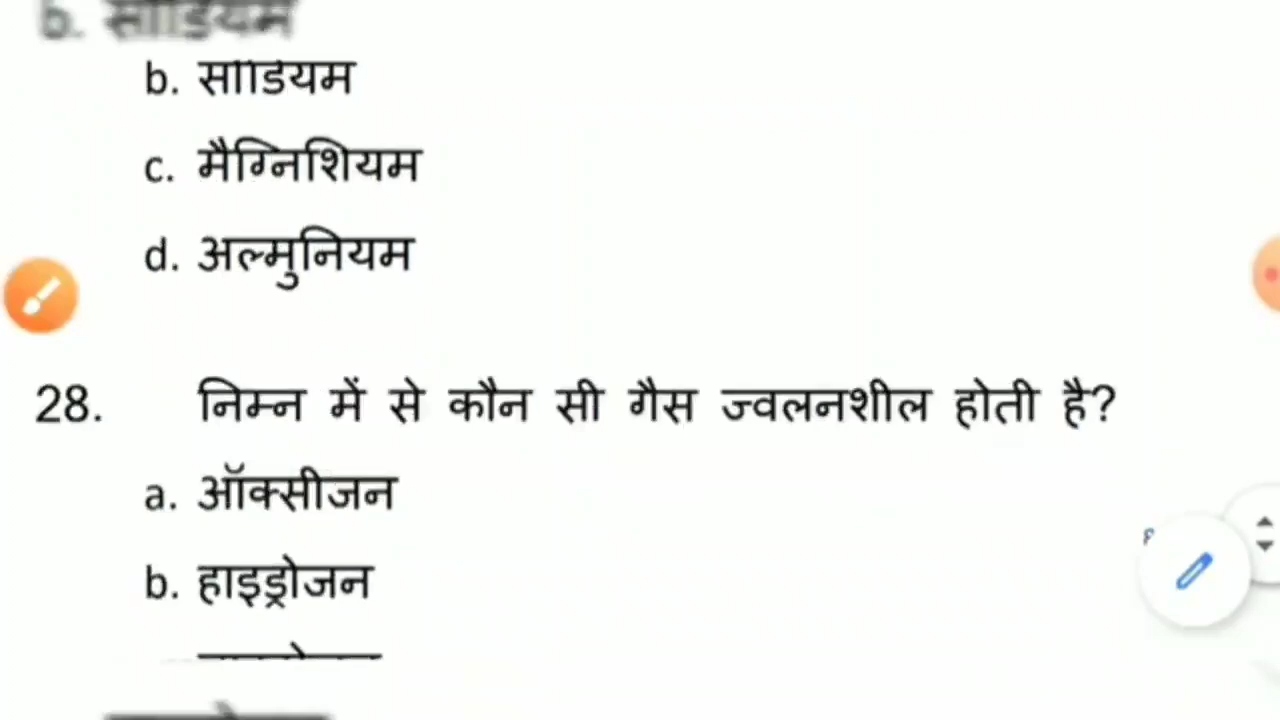 b. सोडियम
c. मैग्निशियम
d. अल्मुनियम
28. निम्न में से कौन सी गैस ज्वलनशील होती है?
a. ऑक्सीजन
b. हाइड्रोजन